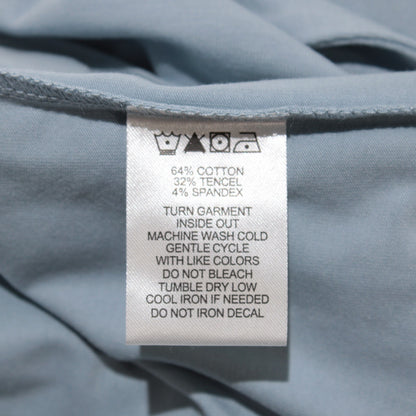 64% COTTON
32% TENCEL
4% SPANDEX
TURN GARMENT
INSIDE OUT
MACHINE WASH COLD
GENTLE CYCLE
WITH LIKE COLORS
DO NOT BLEACH
TUMBLE DRY LOW
COOL IRON IF NEEDED
DO NOT IRON DECAL